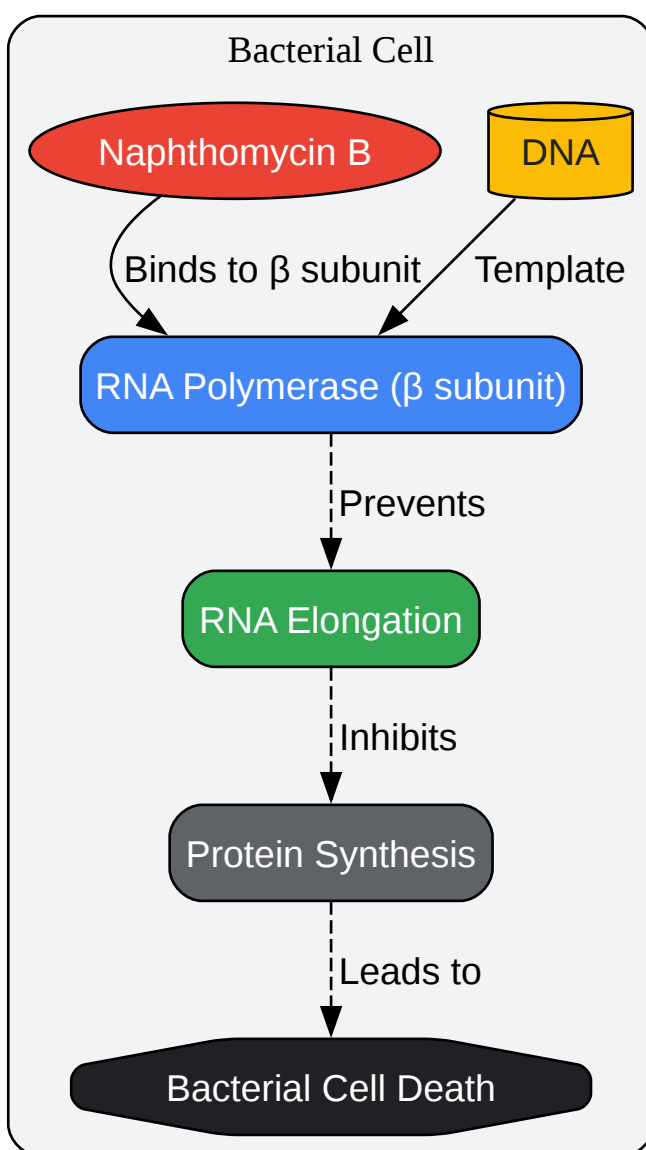 Bacterial Cell
Naphthomycin B
DNA
Binds to β subunit
Template
RNA Polymerase (β subunit)
Prevents
RNA Elongation
Inhibits
Protein Synthesis
Leads to
Bacterial Cell Death